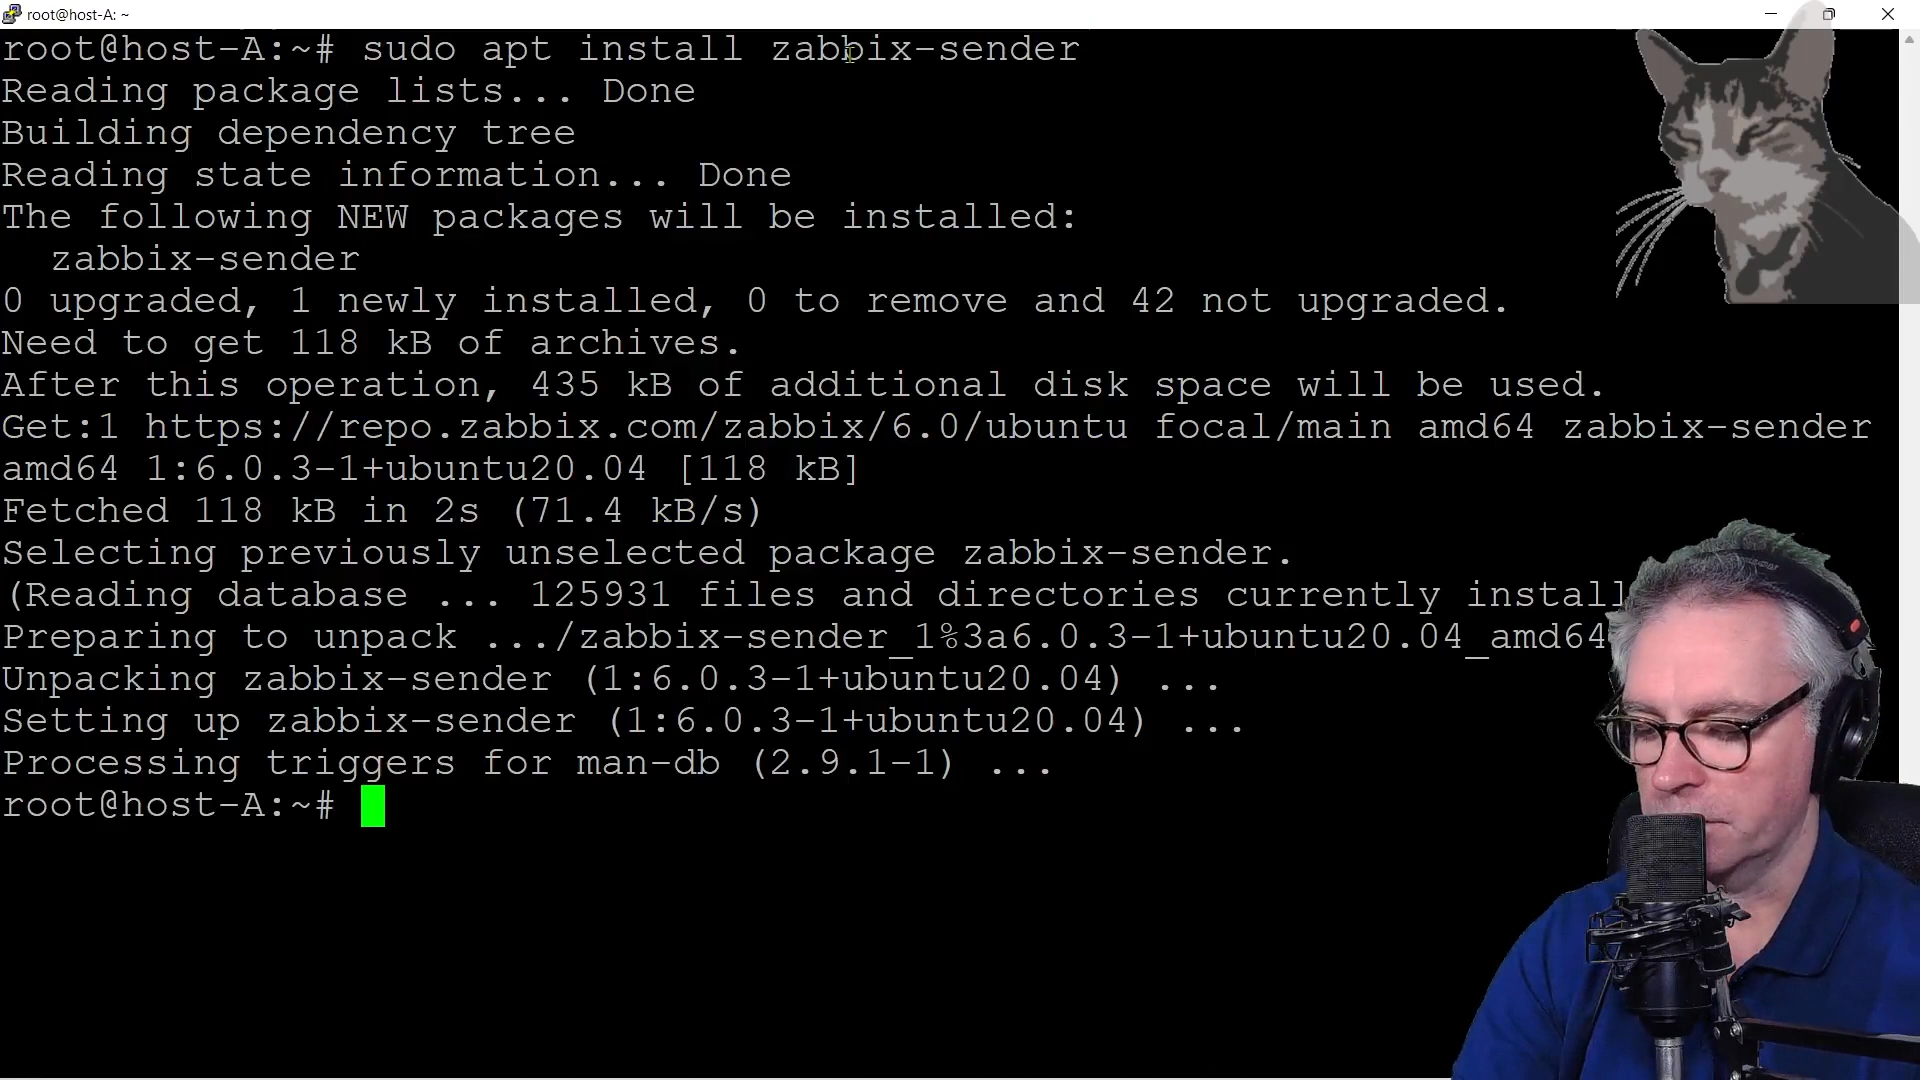 root@host-A: ~
root@host-A:~# sudo apt install zabbix-sender
Reading package lists... Done
Building dependency tree
Reading state information... Done
The following NEW packages will be installed:
  zabbix-sender
0 upgraded, 1 newly installed, 0 to remove and 42 not upgraded.
Need to get 118 kB of archives.
After this operation, 435 kB of additional disk space will be used.
Get:1 https://repo.zabbix.com/zabbix/6.0/ubuntu focal/main amd64 zabbix-sender
amd64 1:6.0.3-1+ubuntu20.04 [118 kB]
Fetched 118 kB in 2s (71.4 kB/s)
Selecting previously unselected package zabbix-sender.
(Reading database ... 125931 files and directories currently install
Preparing to unpack .../zabbix-sender_1%3a6.0.3-1+ubuntu20.04_amd64
Unpacking zabbix-sender (1:6.0.3-1+ubuntu20.04) ...
Setting up zabbix-sender (1:6.0.3-1+ubuntu20.04) ...
Processing triggers for man-db (2.9.1-1) ...
root@host-A:~#